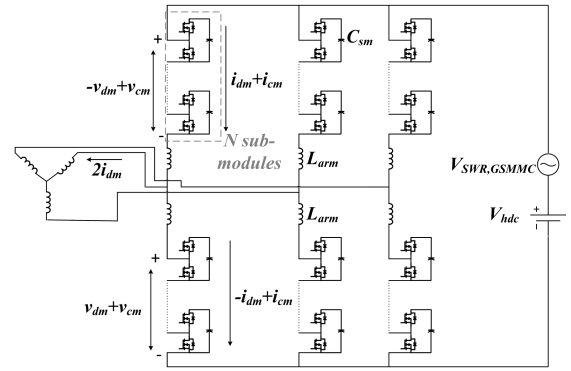 +
C_sm
-v_dm+v_cm
i_dm+i_cm
-
N sub-
modules
L_arm
2i_dm
V_SWR,GSMMC
L_arm
V_hdc
+
-
+
-i_dm+i_cm
v_dm+v_cm
-